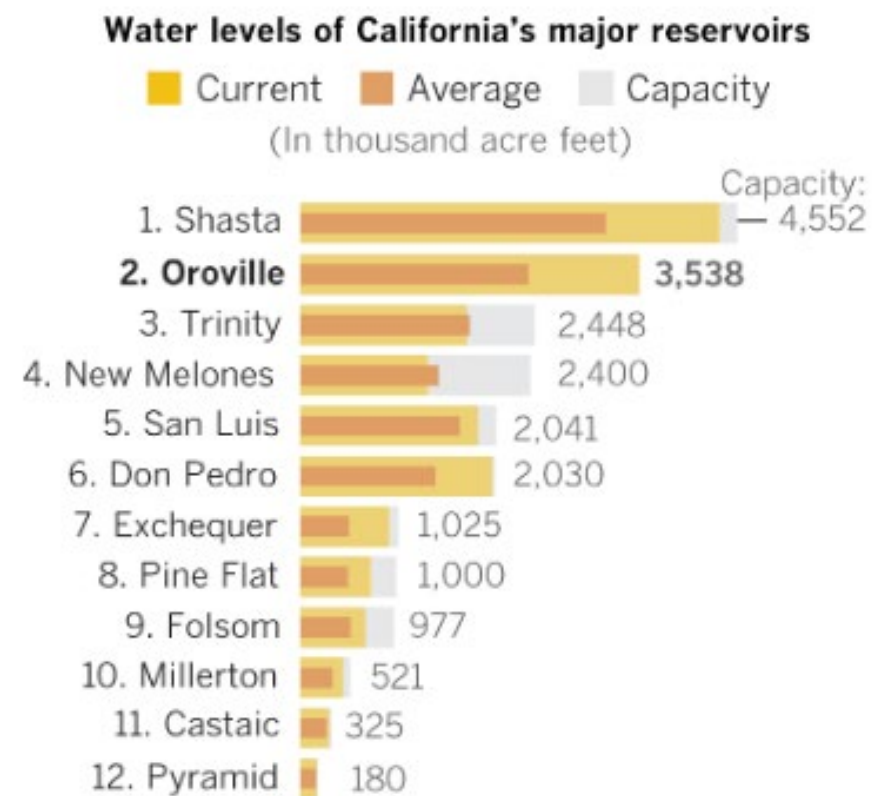 Water levels of California's major reservoirs
Current Average Capacity
(In thousand acre feet)
Capacity:
1. Shasta 4,552
2. Oroville 3,538
3. Trinity 2,448
4. New Melones 2,400
5. San Luis 2,041
6. Don Pedro 2,030
7. Exchequer 1,025
8. Pine Flat 1,000
9. Folsom 977
10. Millerton 521
11. Castaic 325
12. Pyramid 180